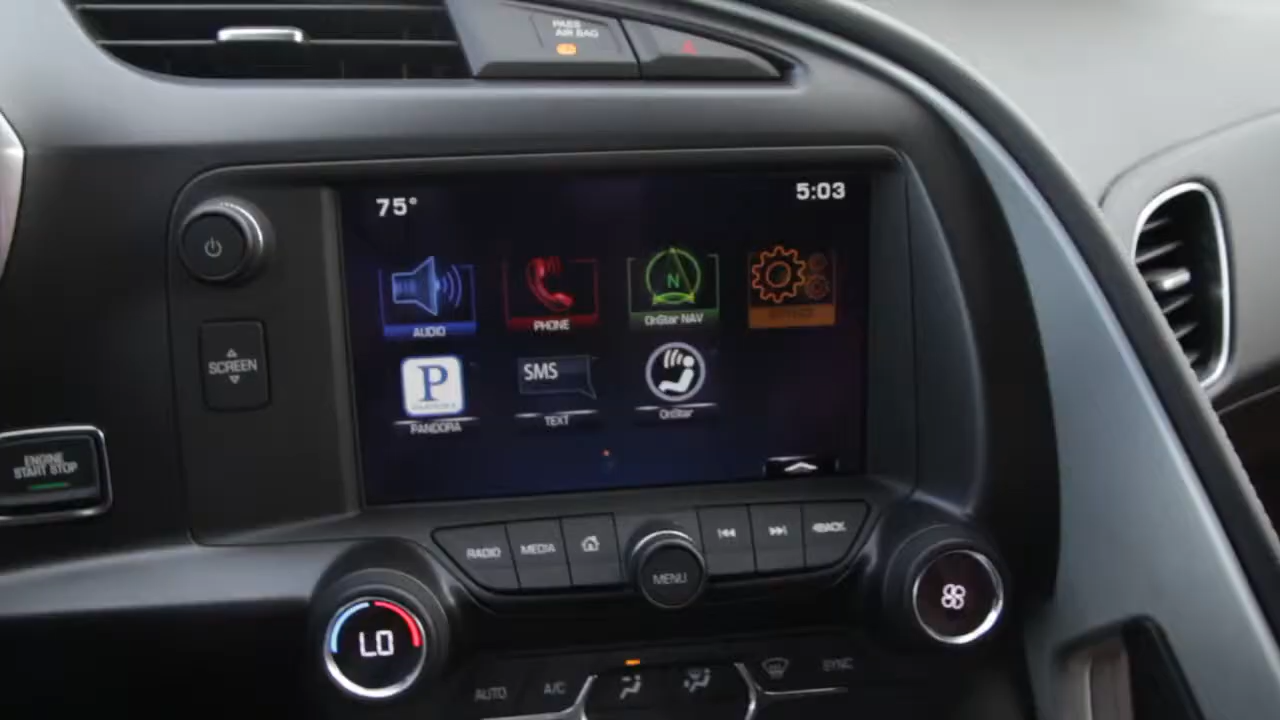 PASS
AIR BAG
75°
5:03
SCREEN
AUDIO
PHONE
N
OnStar NAV
P
PANDORA
SMS
TEXT
OnStar
ENGINE
START STOP
RADIO
MEDIA
MENU
BACK
LO
AUTO
A/C
SYNC